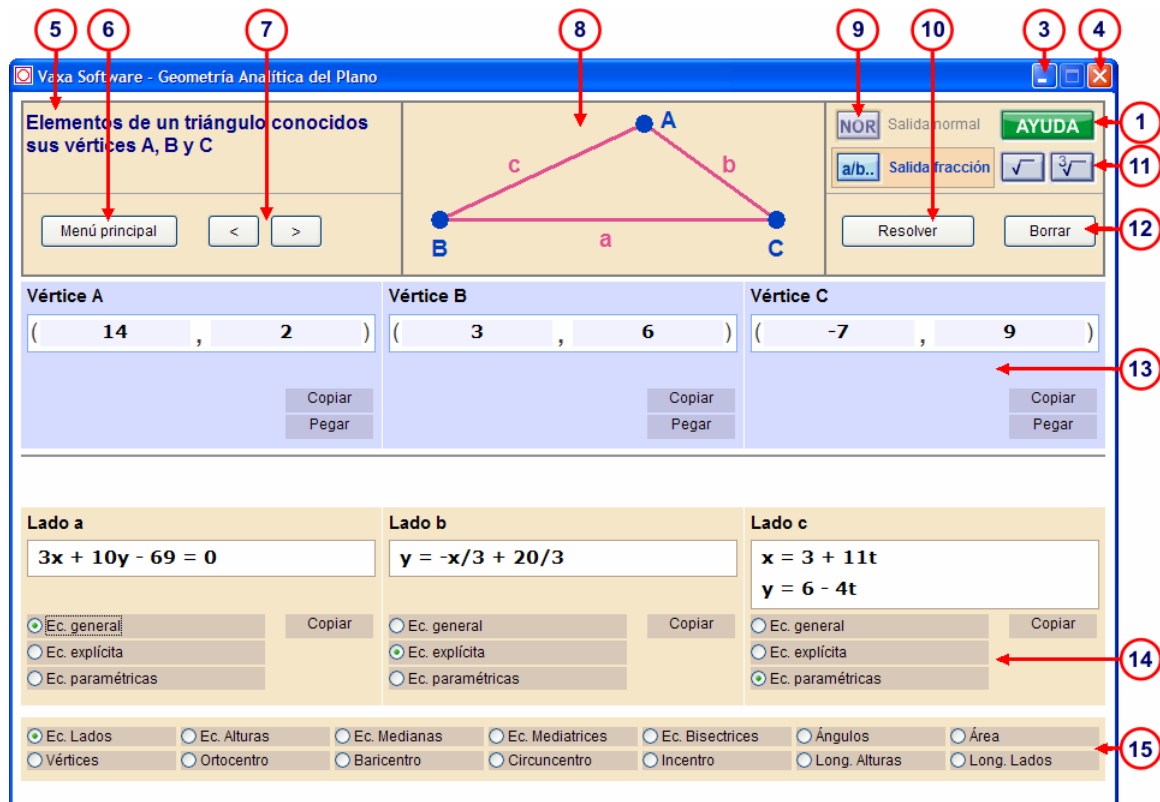 5 6 7 8 9 10 3 4
Vaxa Software - Geometría Analítica del Plano
Elementos de un triángulo conocidos
sus vértices A, B y C
Menú principal < >
A
c b
B a C
NOR Salida normal AYUDA 1
a/b.. Salida fracción √ 3√ 11
Resolver Borrar 12
Vértice A Vértice B Vértice C
( 14 , 2 ) ( 3 , 6 ) ( -7 , 9 )
13
Copiar Copiar Copiar
Pegar Pegar Pegar
Lado a Lado b Lado c
3x + 10y - 69 = 0 y = -x/3 + 20/3 x = 3 + 11t
y = 6 - 4t
Ec. general Copiar Ec. general Copiar Ec. general Copiar
Ec. explícita Ec. explícita Ec. explícita 14
Ec. paramétricas Ec. paramétricas Ec. paramétricas
Ec. Lados Ec. Alturas Ec. Medianas Ec. Mediatrices Ec. Bisectrices Ángulos Área 15
Vértices Ortocentro Baricentro Circuncentro Incentro Long. Alturas Long. Lados